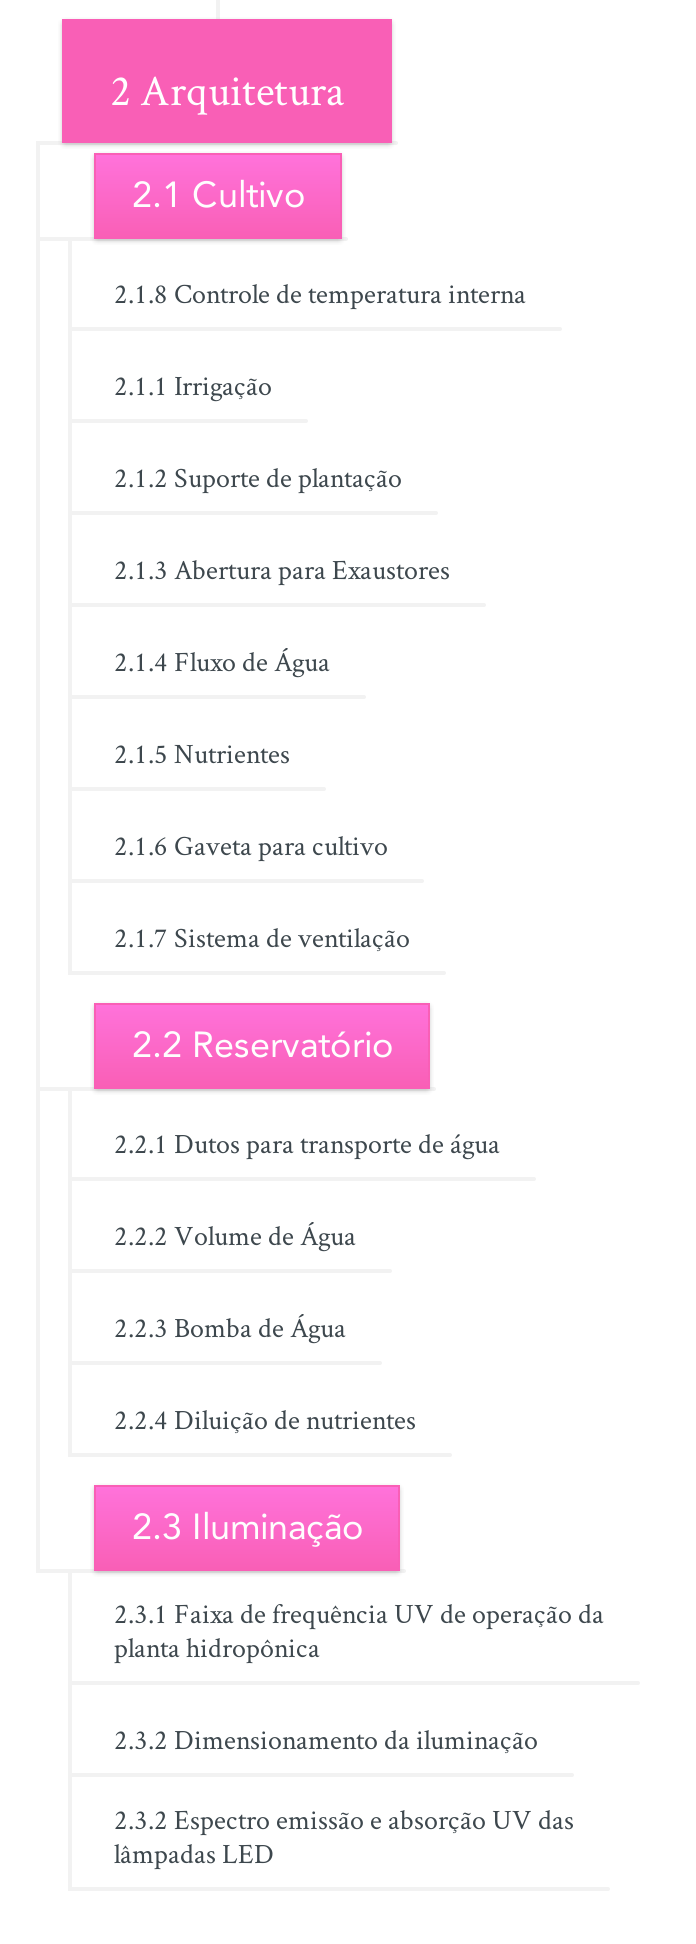 2 Arquitetura
2.1 Cultivo
2.1.8 Controle de temperatura interna
2.1.1 Irrigação
2.1.2 Suporte de plantação
2.1.3 Abertura para Exaustores
2.1.4 Fluxo de Água
2.1.5 Nutrientes
2.1.6 Gaveta para cultivo
2.1.7 Sistema de ventilação
2.2 Reservatório
2.2.1 Dutos para transporte de água
2.2.2 Volume de Água
2.2.3 Bomba de Água
2.2.4 Diluição de nutrientes
2.3 Iluminação
2.3.1 Faixa de frequência UV de operação da
planta hidropônica
2.3.2 Dimensionamento da iluminação
2.3.2 Espectro emissão e absorção UV das
lâmpadas LED